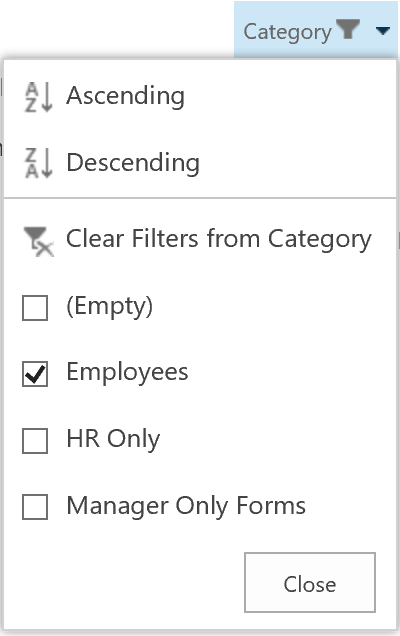 Category
Ascending
Descending
Clear Filters from Category
(Empty)
Employees
HR Only
Manager Only Forms
Close